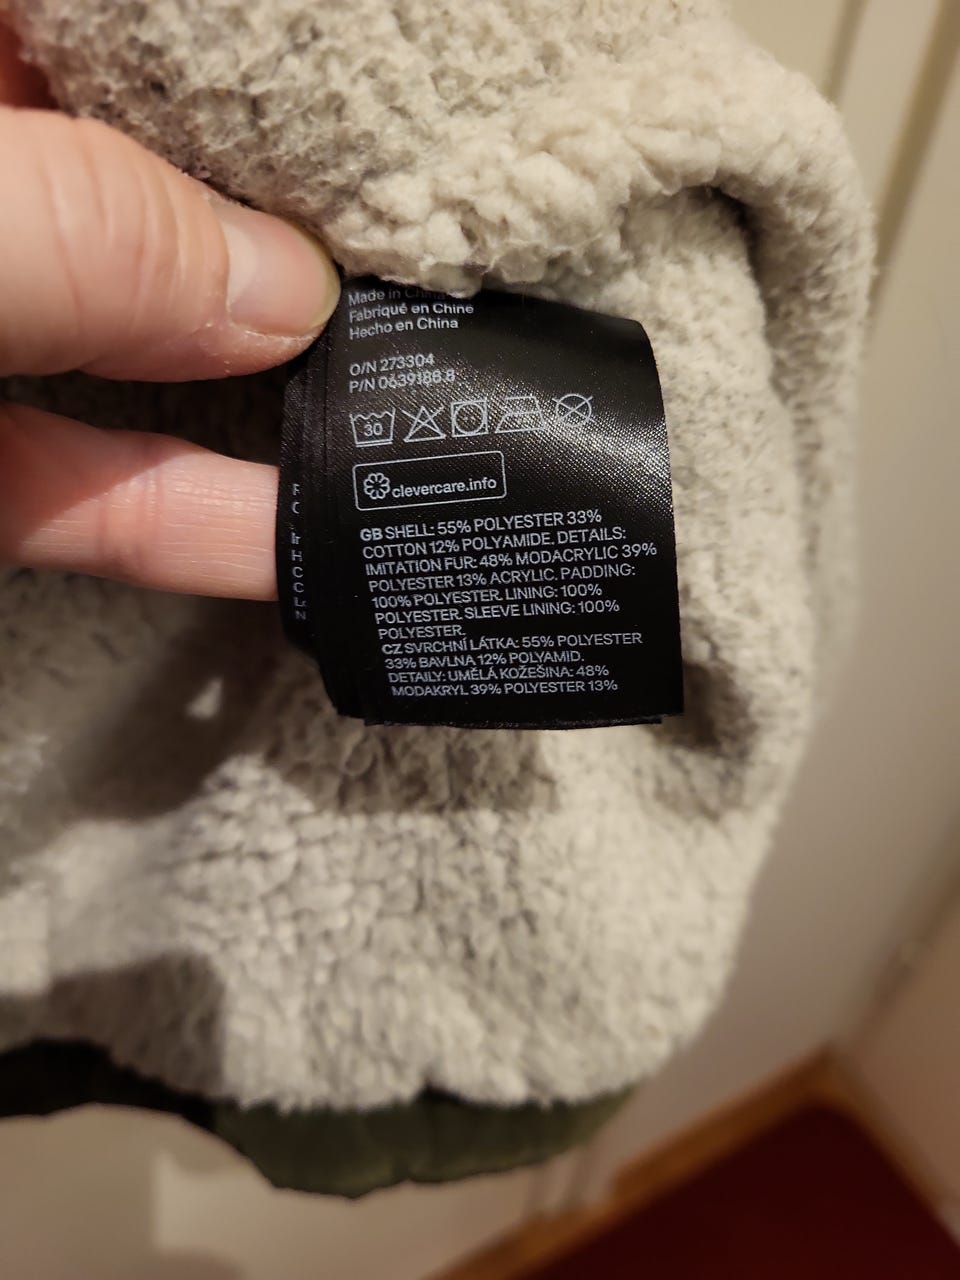 Made in China
Fabriqué en Chine
Hecho en China
O/N 273304
P/N 0639186.8
30
clevercare.info
GB SHELL: 55% POLYESTER 33%
COTTON 12% POLYAMIDE. DETAILS:
IMITATION FUR: 48% MODACRYLIC 39%
POLYESTER 13% ACRYLIC. PADDING:
100% POLYESTER. LINING: 100%
POLYESTER. SLEEVE LINING: 100%
POLYESTER.
CZ SVRCHNÍ LÁTKA: 55% POLYESTER
33% BAVLNA 12% POLYAMID.
DETAILY: UMĚLÁ KOŽEŠINA: 48%
MODAKRYL 39% POLYESTER 13%